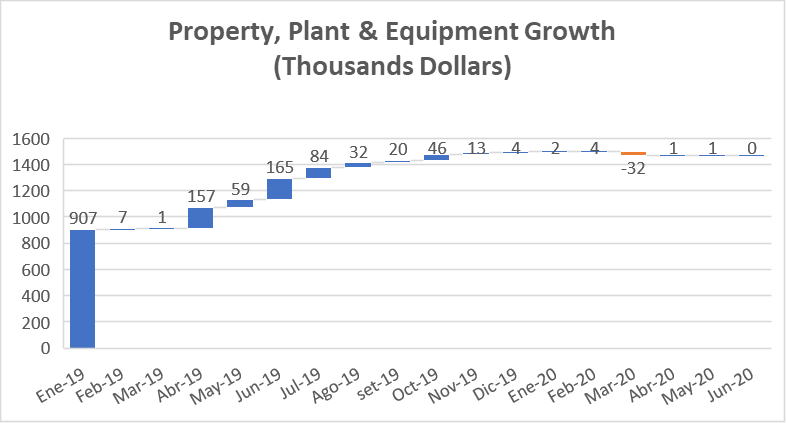 Property, Plant & Equipment Growth
(Thousands Dollars)
1600
1400
1200
1000
800
600
400
200
0
907
7
1
157
59
165
84
32
20
46
13
4
2
4
-32
1
1
0
Ene-19
Feb-19
Mar-19
Abr-19
May-19
Jun-19
Jul-19
Ago-19
set-19
Oct-19
Nov-19
Dic-19
Ene-20
Feb-20
Mar-20
Abr-20
May-20
Jun-20